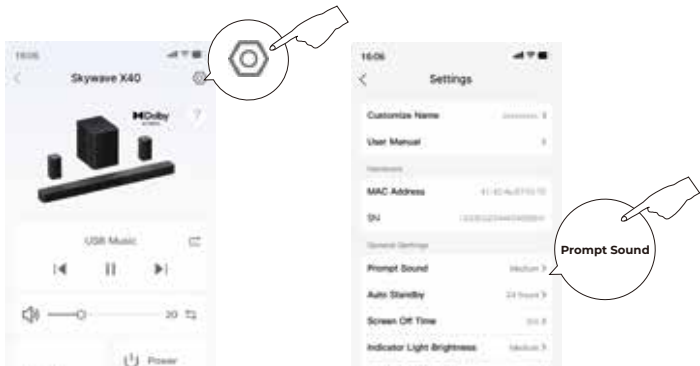 16:06
Skywave X40
Dolby
?
USB Music
20
Power
16:06
Settings
Customize Name
User Manual
Hardware
MAC Address
SN
General Settings
Prompt Sound Medium
Auto Standby 24 hours
Screen Off Time
Indicator Light Brightness Medium
Prompt Sound